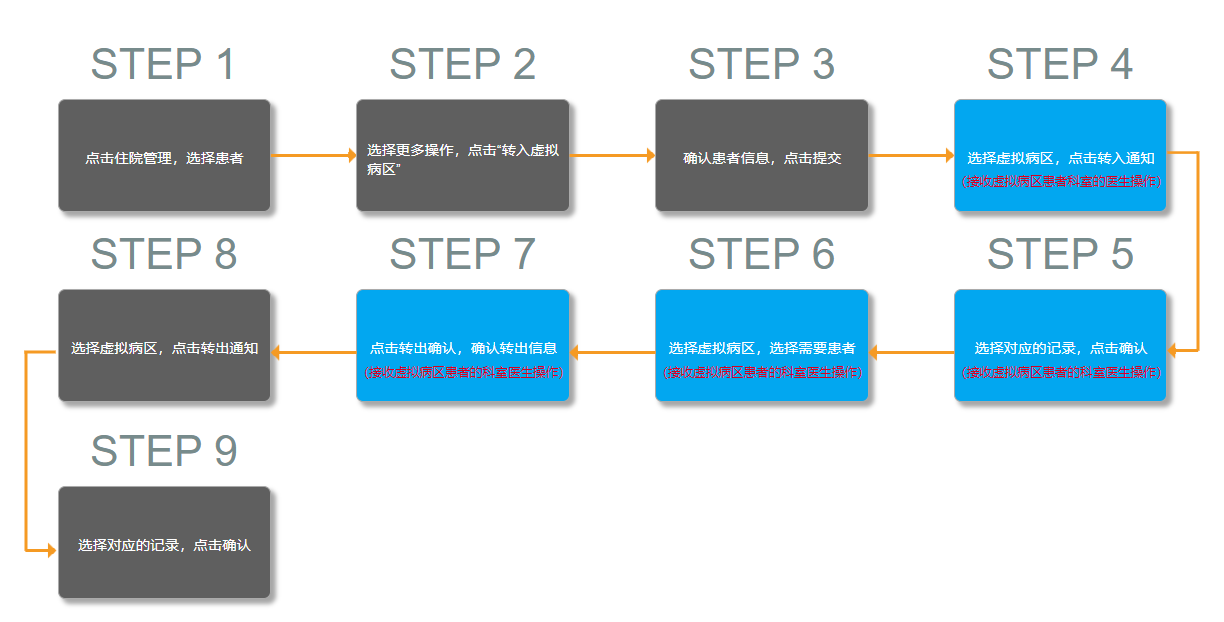 STEP 1
点击住院管理，选择患者
STEP 2
选择更多操作，点击“转入虚拟
病区”
STEP 3
确认患者信息，点击提交
STEP 4
选择虚拟病区，点击转入通知
(接收虚拟病区患者科室的医生操作)
STEP 5
选择对应的记录，点击确认
(接收虚拟病区患者的科室医生操作)
STEP 6
选择虚拟病区，选择需要患者
(接收虚拟病区患者的科室医生操作)
STEP 7
点击转出确认，确认转出信息
(接收虚拟病区患者的科室医生操作)
STEP 8
选择虚拟病区，点击转出通知
STEP 9
选择对应的记录，点击确认